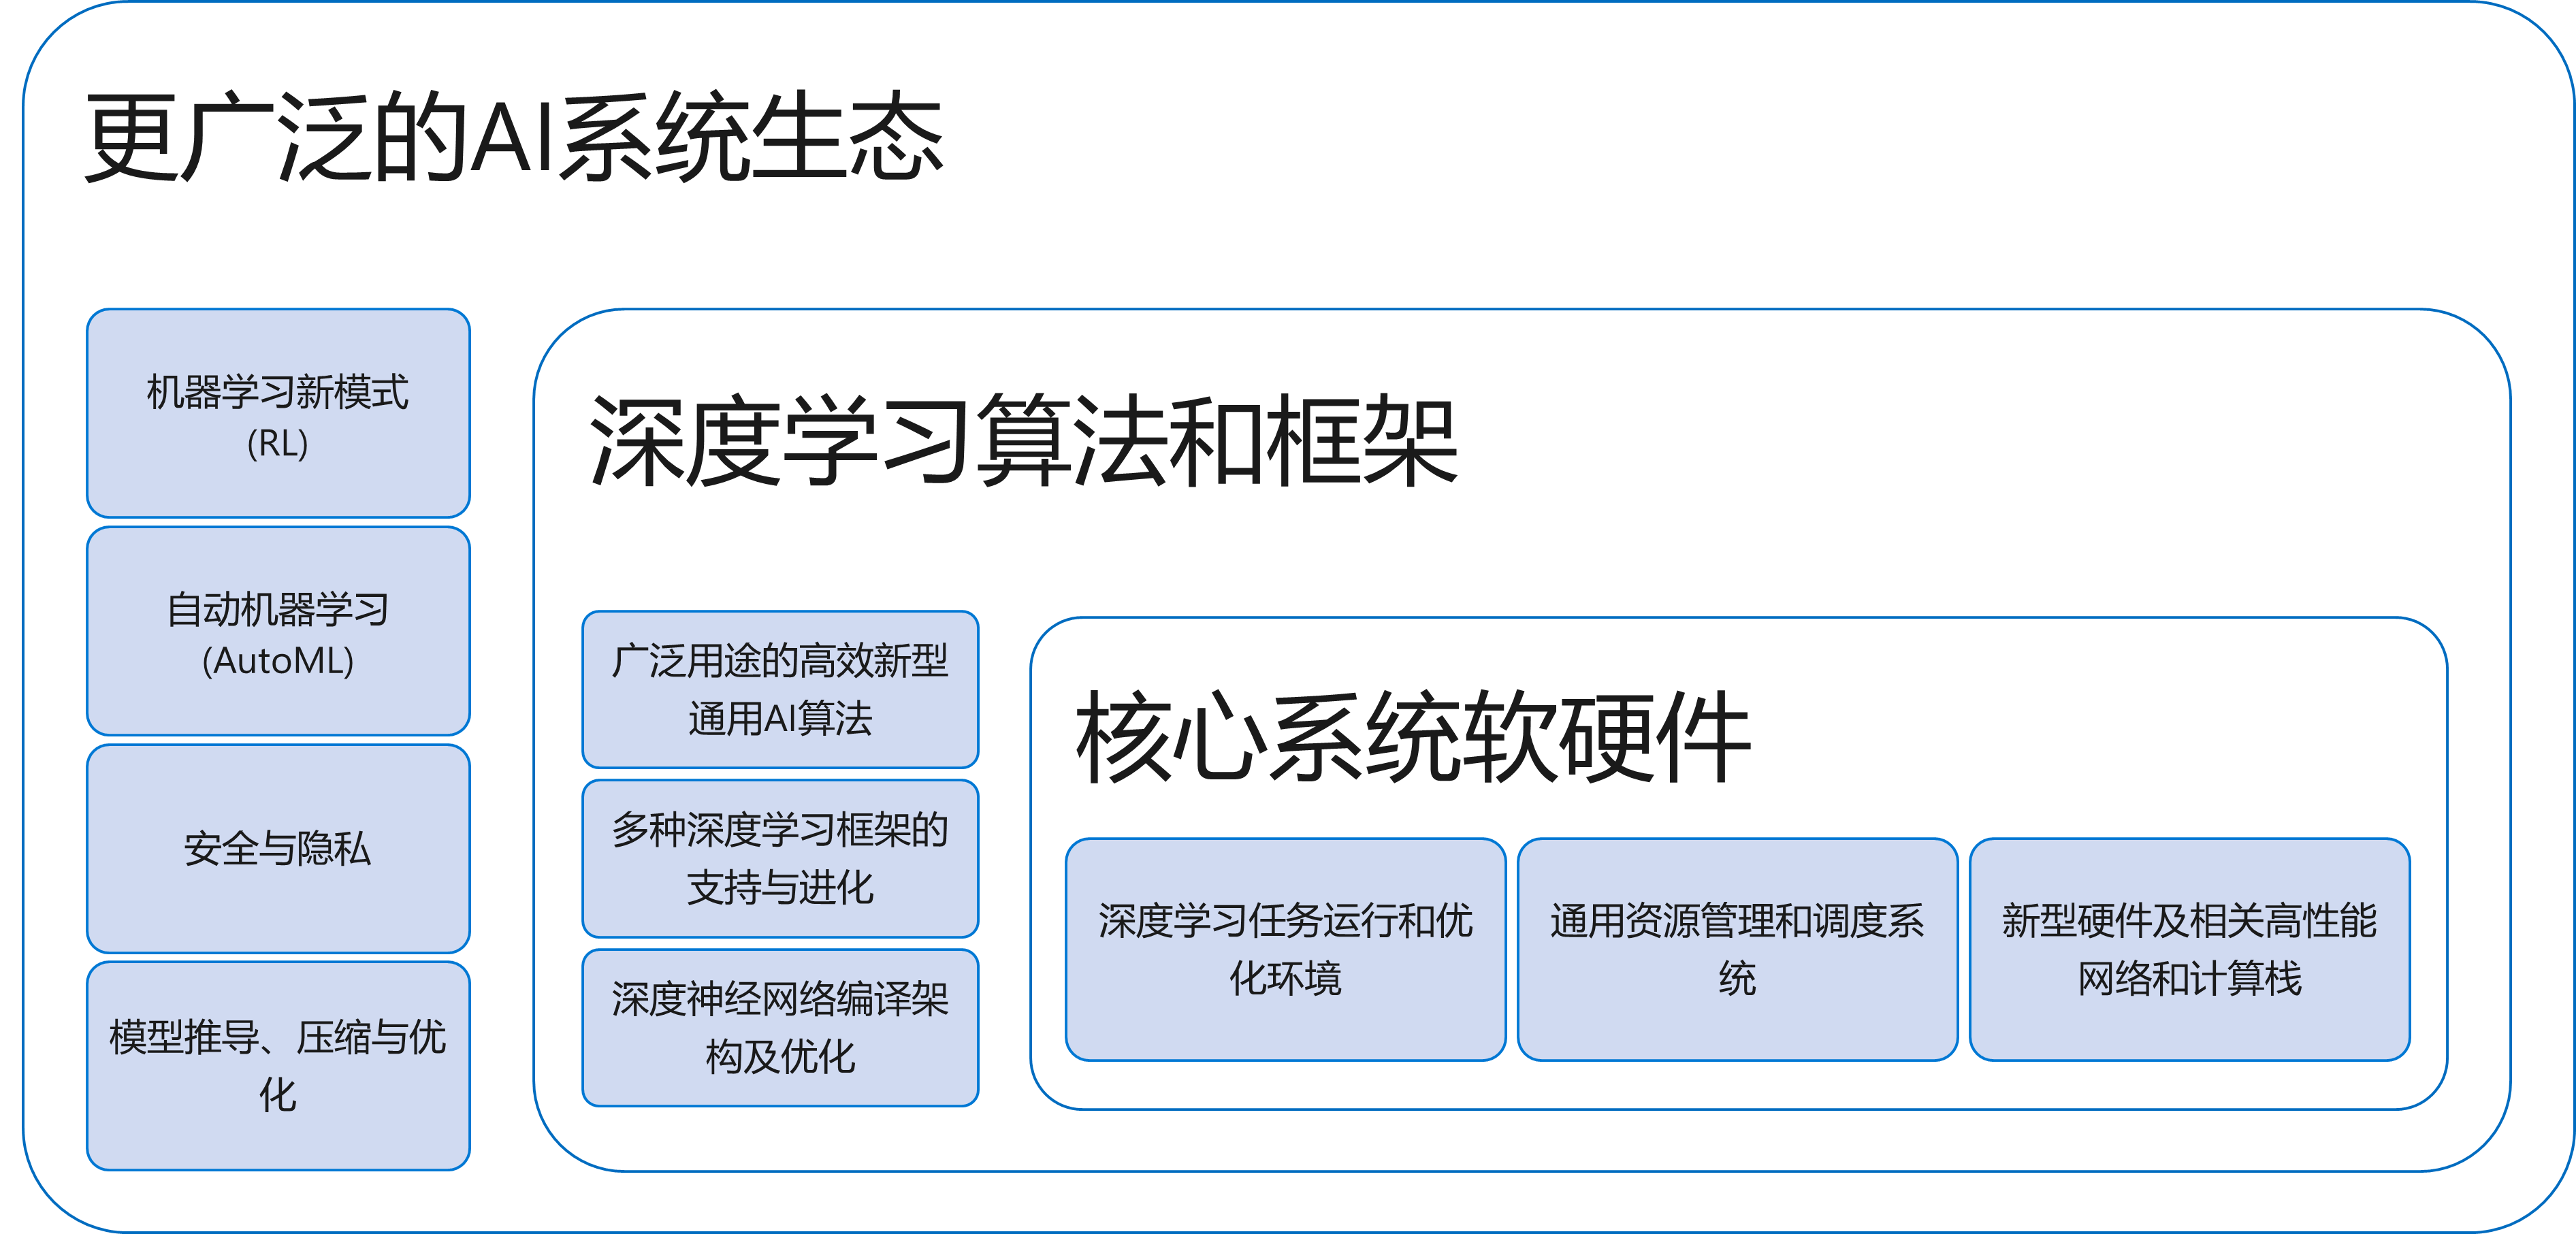 更广泛的AI系统生态
机器学习新模式
(RL)
自动机器学习
(AutoML)
安全与隐私
模型推导、压缩与优
化
深度学习算法和框架
广泛用途的高效新型
通用AI算法
多种深度学习框架的
支持与进化
深度神经网络编译架
构及优化
核心系统软硬件
深度学习任务运行和优
化环境
通用资源管理和调度系
统
新型硬件及相关高性能
网络和计算栈